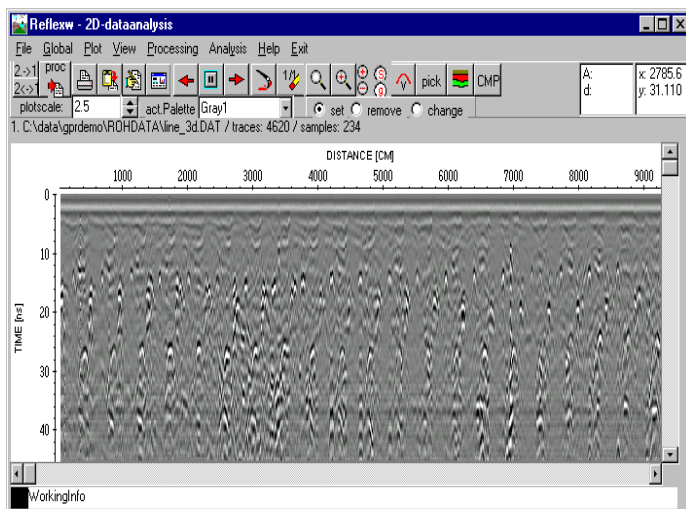 Reflexw - 2D-dataanalysis
File Global Plot View Processing Analysis Help Exit
2->1 proc 1/1 S pick CMP A: x: 2785.6
2<->1 g d: y: 31.110
plotscale: 2.5 act.Palette Gray1 set remove change
1. C:\data\gprdemo\ROHDATA\line_3d.DAT / traces: 4620 / samples: 234
DISTANCE [CM]
1000 2000 3000 4000 5000 6000 7000 8000 9000
0
10
20
TIME [ns]
30
40
WorkingInfo